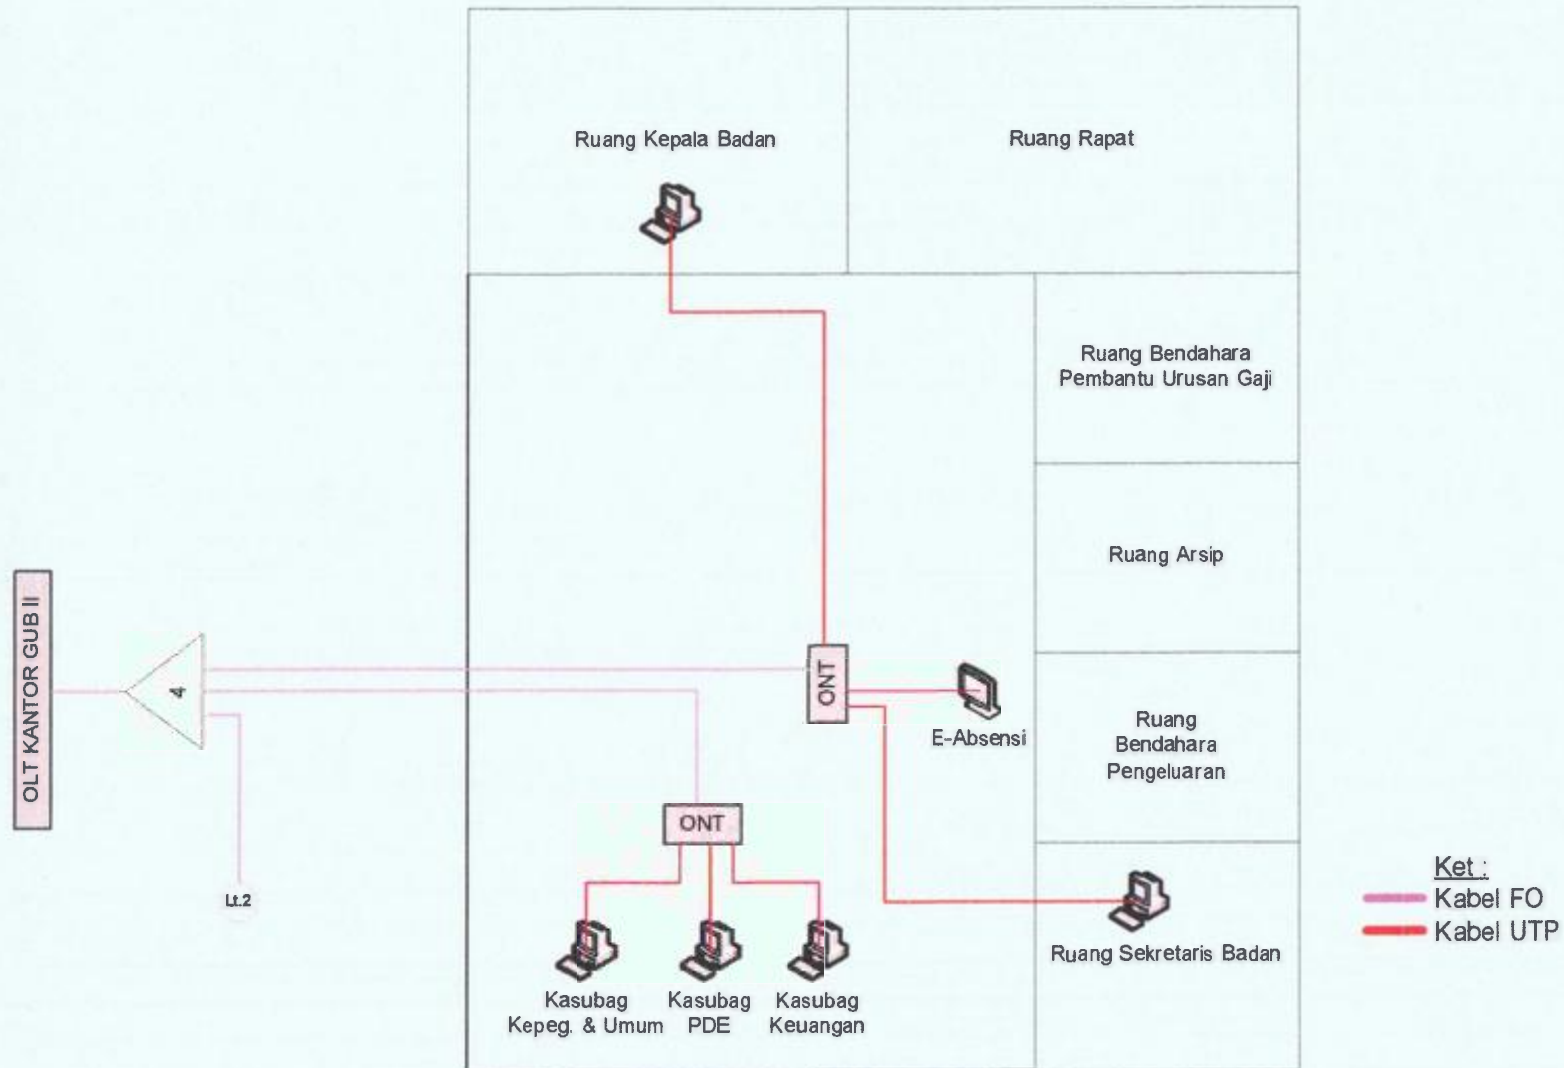 Ruang Kepala Badan
Ruang Rapat
Ruang Bendahara
Pembantu Urusan Gaji
Ruang Arsip
OLT KANTOR GUB II
4
ONT
E-Absensi
Ruang
Bendahara
Pengeluaran
ONT
Lt.2
Kasubag
Kepeg. & Umum
Kasubag
PDE
Kasubag
Keuangan
Ruang Sekretaris Badan
Ket :
Kabel FO
Kabel UTP